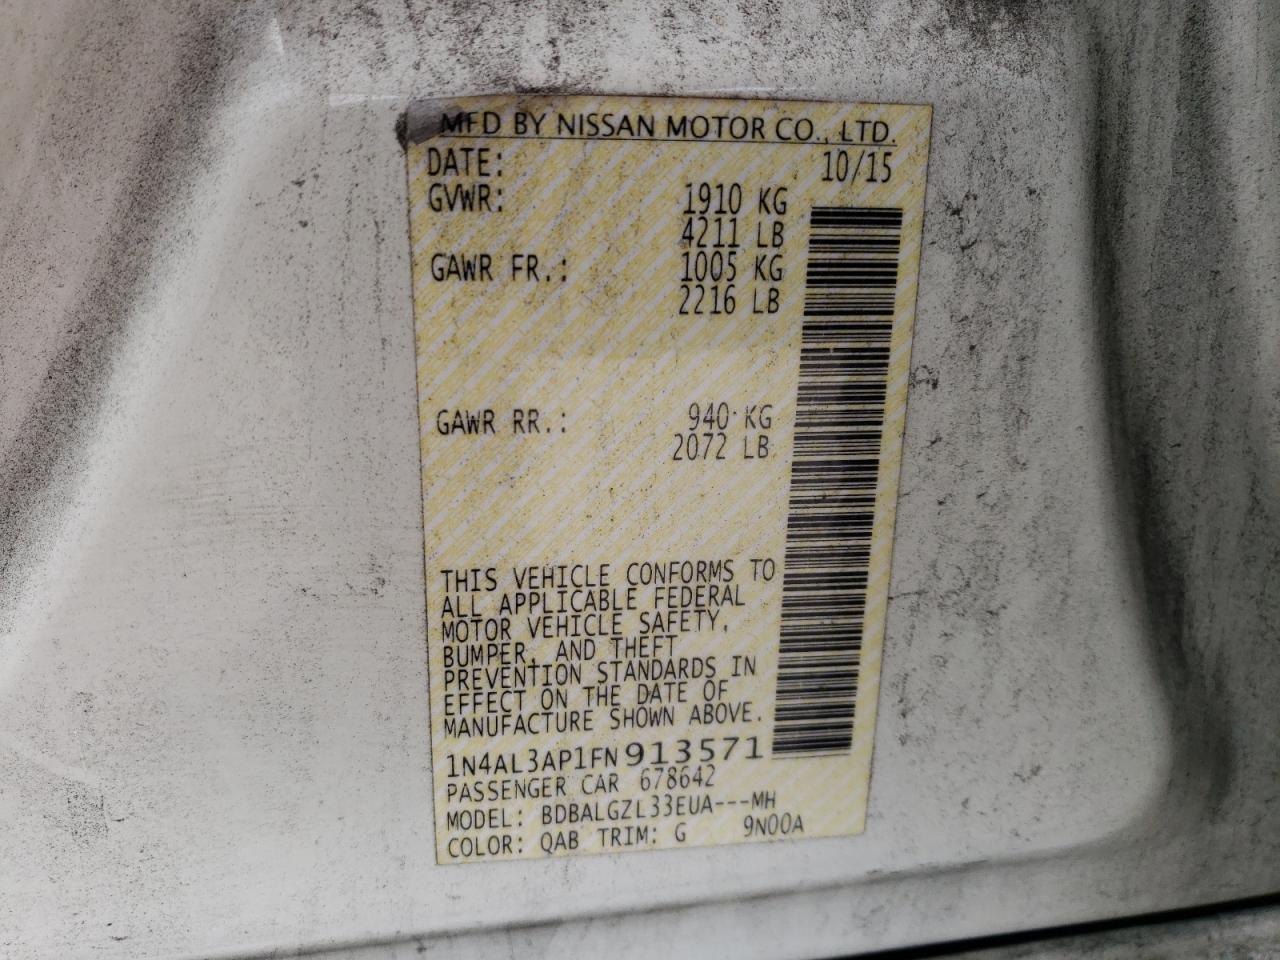 MFD BY NISSAN MOTOR CO., LTD.
DATE: 10/15
GVWR: 1910 KG
4211 LB
GAWR FR.: 1005 KG
2216 LB
GAWR RR.: 940 KG
2072 LB
THIS VEHICLE CONFORMS TO
ALL APPLICABLE FEDERAL
MOTOR VEHICLE SAFETY,
BUMPER, AND THEFT
PREVENTION STANDARDS IN
EFFECT ON THE DATE OF
MANUFACTURE SHOWN ABOVE.
1N4AL3AP1FN913571
PASSENGER CAR 678642
MODEL: BDBALGZL33EUA---MH
COLOR: QAB TRIM: G 9N00A